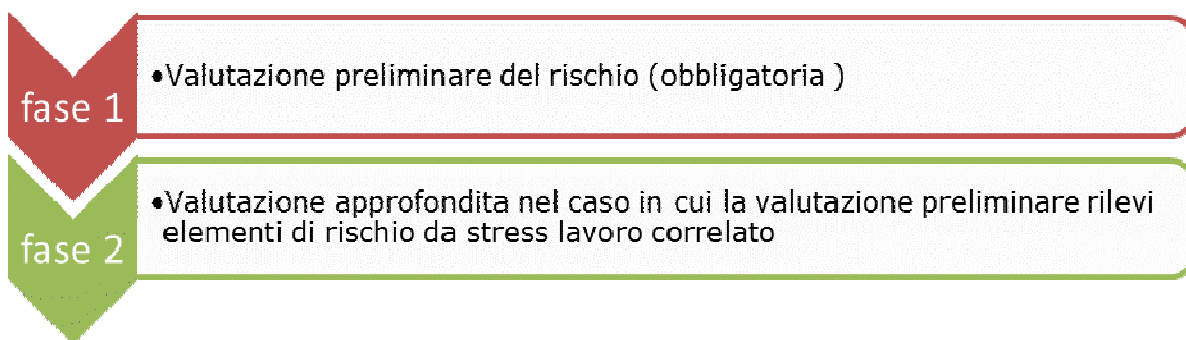 fase 1
•Valutazione preliminare del rischio (obbligatoria )
fase 2
•Valutazione approfondita nel caso in cui la valutazione preliminare rilevi
elementi di rischio da stress lavoro correlato